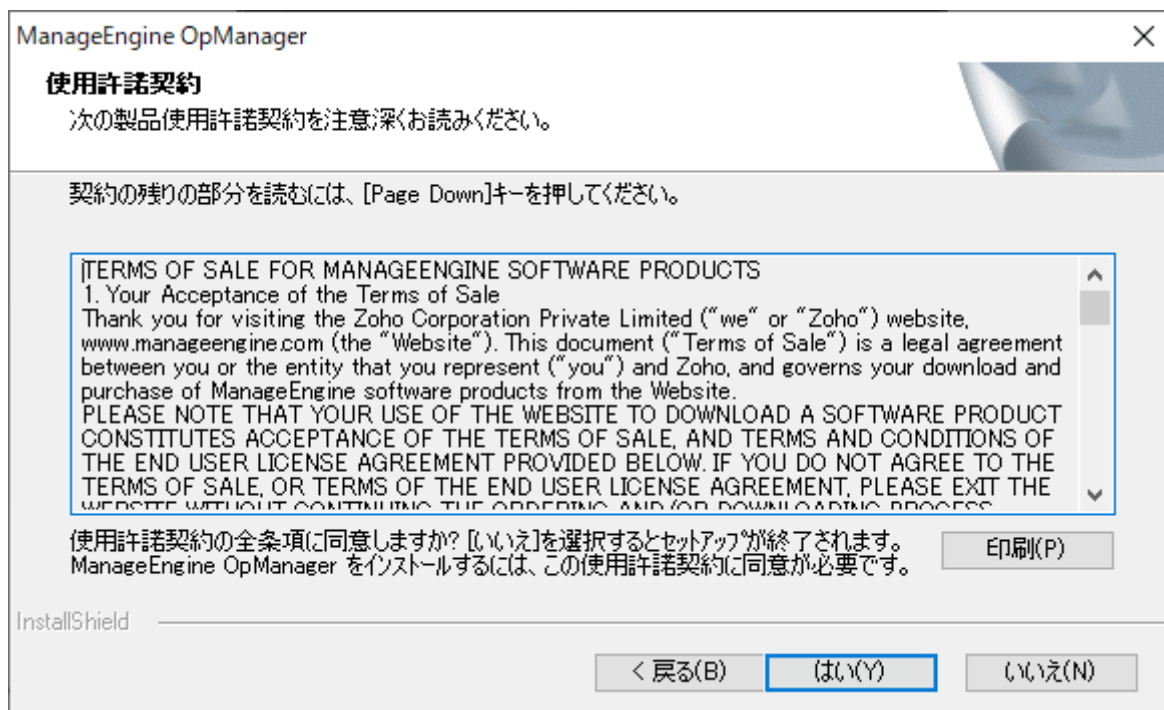 ManageEngine OpManager
使用許諾契約
次の製品使用許諾契約を注意深くお読みください。
契約の残りの部分を読むには、[Page Down]キーを押してください。
TERMS OF SALE FOR MANAGEENGINE SOFTWARE PRODUCTS
1. Your Acceptance of the Terms of Sale
Thank you for visiting the Zoho Corporation Private Limited ("we" or "Zoho") website,
www.manageengine.com (the "Website"). This document ("Terms of Sale") is a legal agreement
between you or the entity that you represent ("you") and Zoho, and governs your download and
purchase of ManageEngine software products from the Website.
PLEASE NOTE THAT YOUR USE OF THE WEBSITE TO DOWNLOAD A SOFTWARE PRODUCT
CONSTITUTES ACCEPTANCE OF THE TERMS OF SALE, AND TERMS AND CONDITIONS OF
THE END USER LICENSE AGREEMENT PROVIDED BELOW. IF YOU DO NOT AGREE TO THE
TERMS OF SALE, OR TERMS OF THE END USER LICENSE AGREEMENT, PLEASE EXIT THE
WEBSITE WITHOUT CONTINUING THE ORDERING AND/OR DOWNLOADING PROCESS.
使用許諾契約の全条項に同意しますか? [いいえ]を選択するとセットアップが終了されます。
ManageEngine OpManager をインストールするには、この使用許諾契約に同意が必要です。
印刷(P)
InstallShield
< 戻る(B)
はい(Y)
いいえ(N)